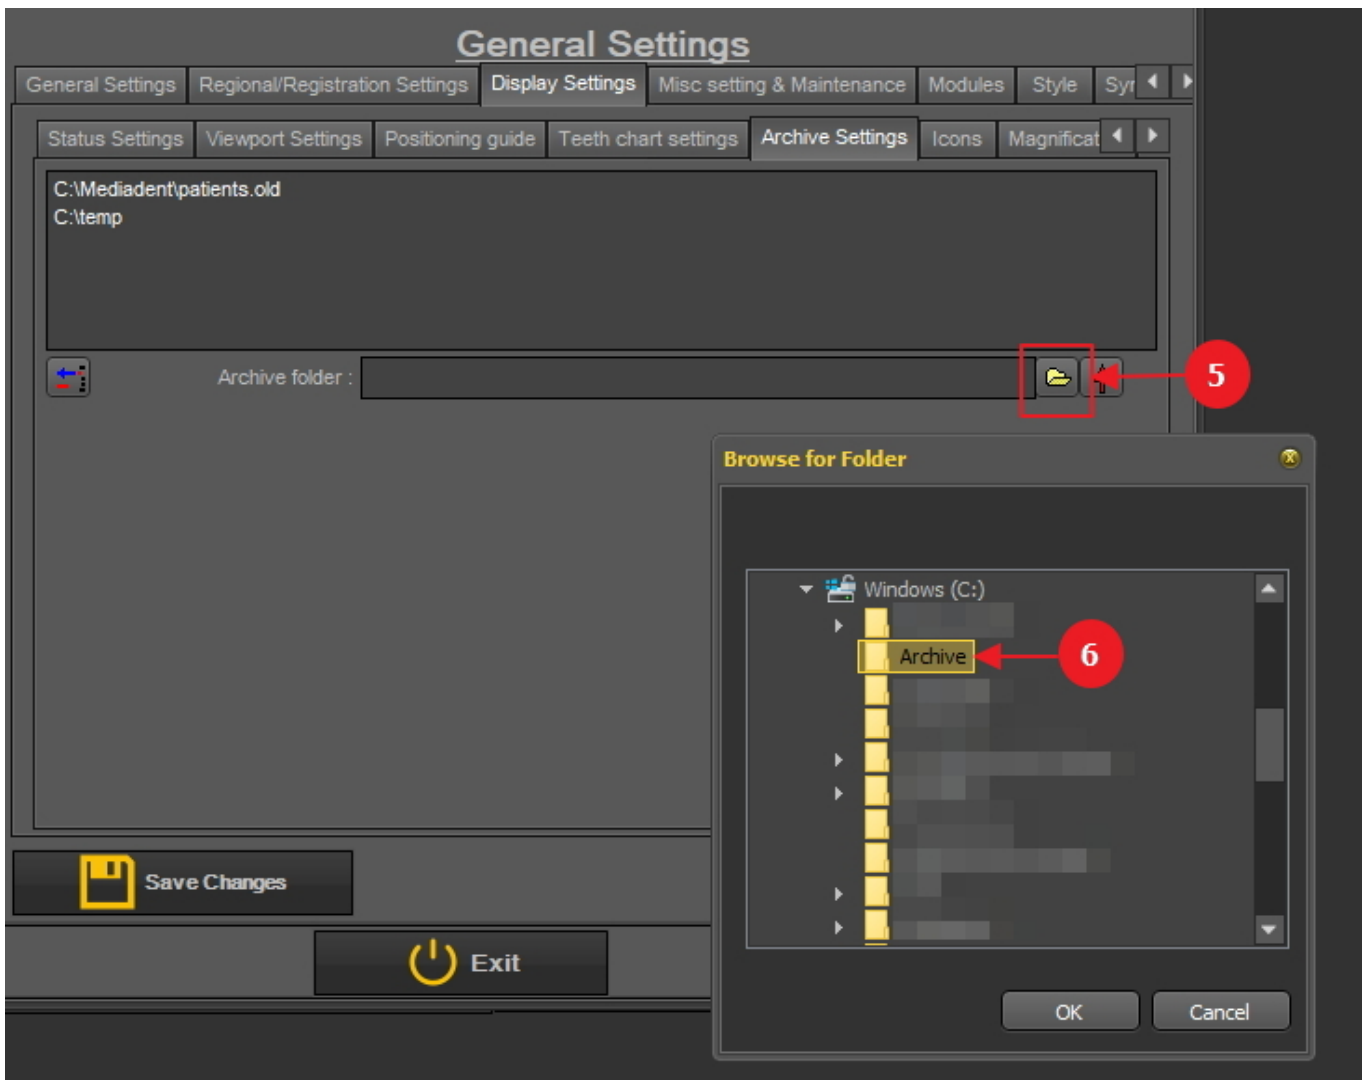 General Settings
General Settings Regional/Registration Settings Display Settings Misc setting & Maintenance Modules Style
Status Settings Viewport Settings Positioning guide Teeth chart settings Archive Settings Icons Magnificat
C:\Mediadent\patients.old
C:\temp
Archive folder :
5
Browse for Folder
Windows (C:)
Archive
6
Save Changes
Exit
OK Cancel